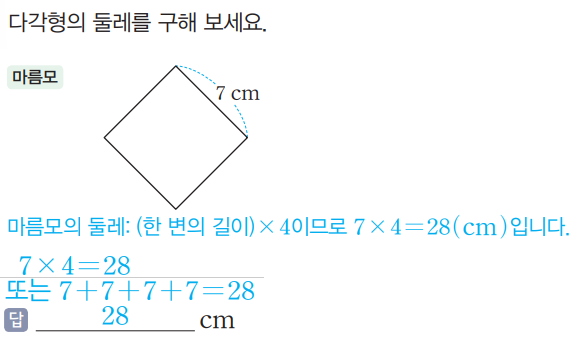 다각형의 둘레를 구해 보세요.
마름모
7 cm
마름모의 둘레: (한 변의 길이)×4이므로 7×4=28(cm)입니다.
7×4=28
또는 7+7+7+7=28
답 28 cm